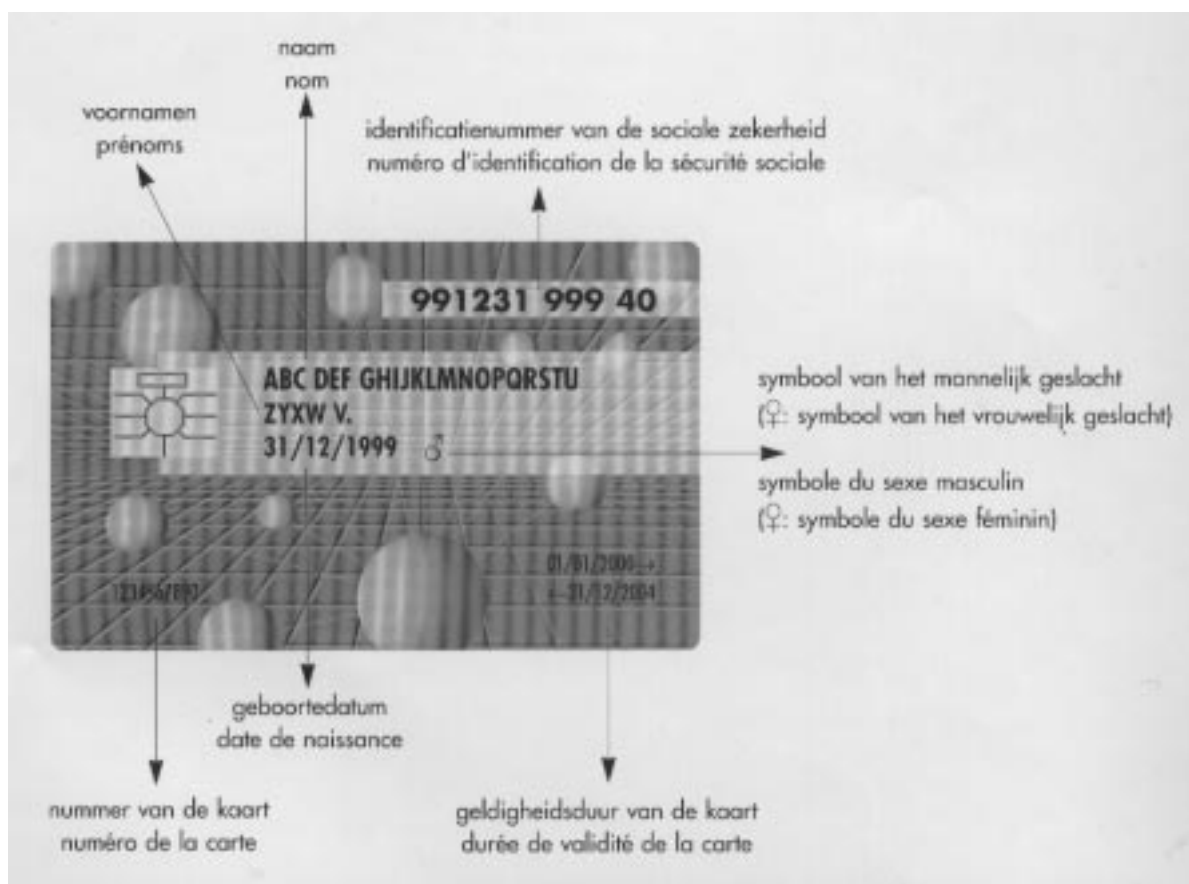 naam
nom
voornamen
prénoms
identificatienummer van de sociale zekerheid
numéro d'identification de la sécurité sociale
991231 999 40
ABC DEF GHIJKLMNOPQRSTU
ZYXW V.
31/12/1999 ♂
symbool van het mannelijk geslacht
(♀: symbool van het vrouwelijk geslacht)
symbole du sexe masculin
(♀: symbole du sexe féminin)
01/01/2000 →
←31/12/2004
1234567890
geboortedatum
date de naissance
nummer van de kaart
numéro de la carte
geldigheidsduur van de kaart
durée de validité de la carte